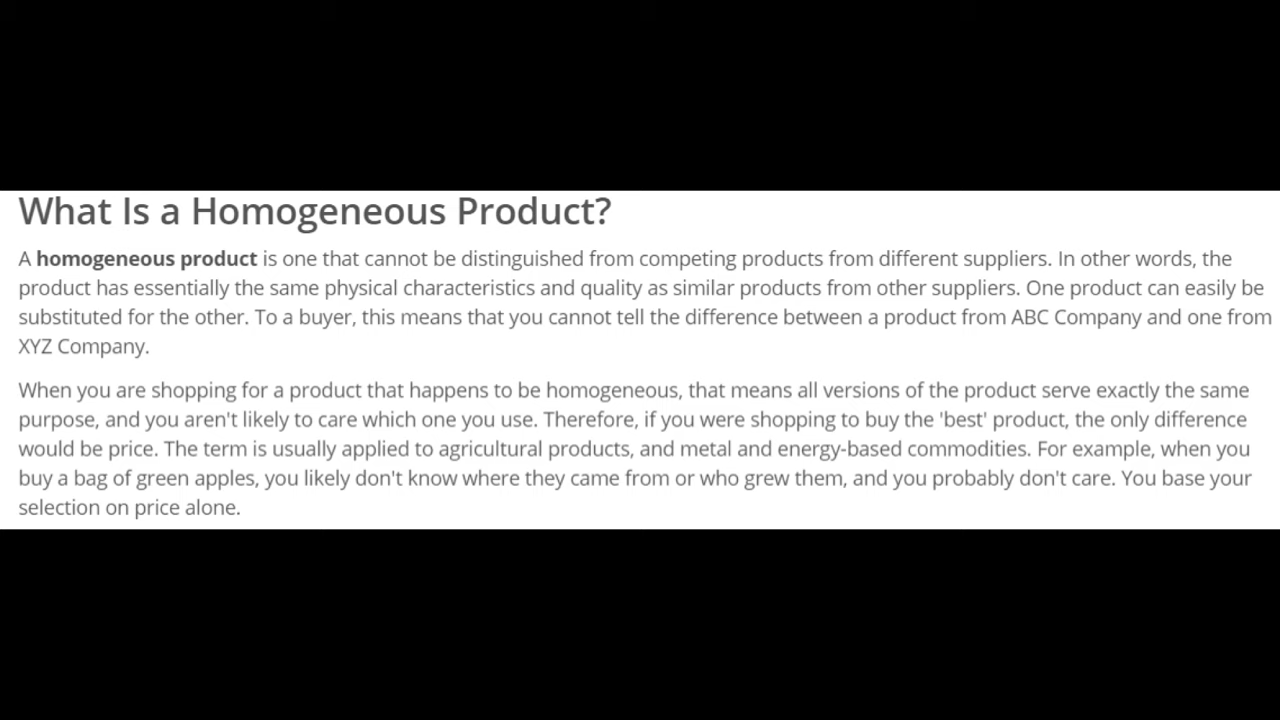 What Is a Homogeneous Product?
A homogeneous product is one that cannot be distinguished from competing products from different suppliers. In other words, the
product has essentially the same physical characteristics and quality as similar products from other suppliers. One product can easily be
substituted for the other. To a buyer, this means that you cannot tell the difference between a product from ABC Company and one from
XYZ Company.
When you are shopping for a product that happens to be homogeneous, that means all versions of the product serve exactly the same
purpose, and you aren't likely to care which one you use. Therefore, if you were shopping to buy the 'best' product, the only difference
would be price. The term is usually applied to agricultural products, and metal and energy-based commodities. For example, when you
buy a bag of green apples, you likely don't know where they came from or who grew them, and you probably don't care. You base your
selection on price alone.